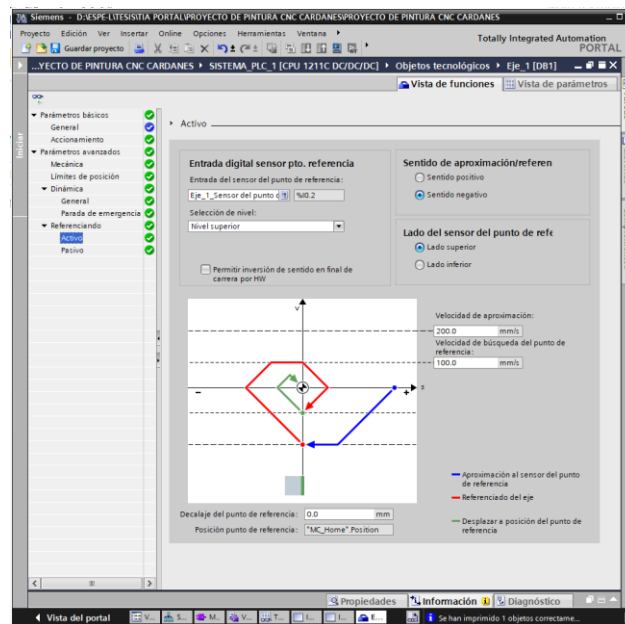 Siemens - D:\ESPE-LITESISTIA PORTAL\PROYECTO DE PINTURA CNC CARDANES\PROYECTO DE PINTURA CNC CARDANES
Proyecto Edición Ver Insertar Online Opciones Herramientas Ventana
Totally Integrated Automation
PORTAL
Guardar proyecto
...YECTO DE PINTURA CNC CARDANES SISTEMA_PLC_1 [CPU 1211C DC/DC/DC] Objetos tecnológicos Eje_1 [DB1]
Vista de funciones Vista de parámetros
Iniciar
Parámetros básicos
General
Accionamiento
Parámetros avanzados
Mecánica
Límites de posición
Dinámica
General
Parada de emergencia
Referenciando
Activo
Pasivo
Activo
Entrada digital sensor pto. referencia
Entrada del sensor del punto de referencia:
Eje_1_Sensor del punto d %I0.2
Selección de nivel:
Nivel superior
Permitir inversión de sentido en final de
carrera por HW
Sentido de aproximación/referen
Sentido positivo
Sentido negativo
Lado del sensor del punto de refe
Lado superior
Lado inferior
V
- + s
Velocidad de aproximación:
200.0 mm/s
Velocidad de búsqueda del punto de
referencia:
100.0 mm/s
Aproximación al sensor del punto
de referencia
Referenciado del eje
Desplazar a posición del punto de
referencia
Decalaje del punto de referencia: 0.0 mm
Posición punto de referencia: "MC_Home".Position
Propiedades Información Diagnóstico
Vista del portal V... S... M... V... T... I... I... E... Se han imprimido 1 objetos correctame...